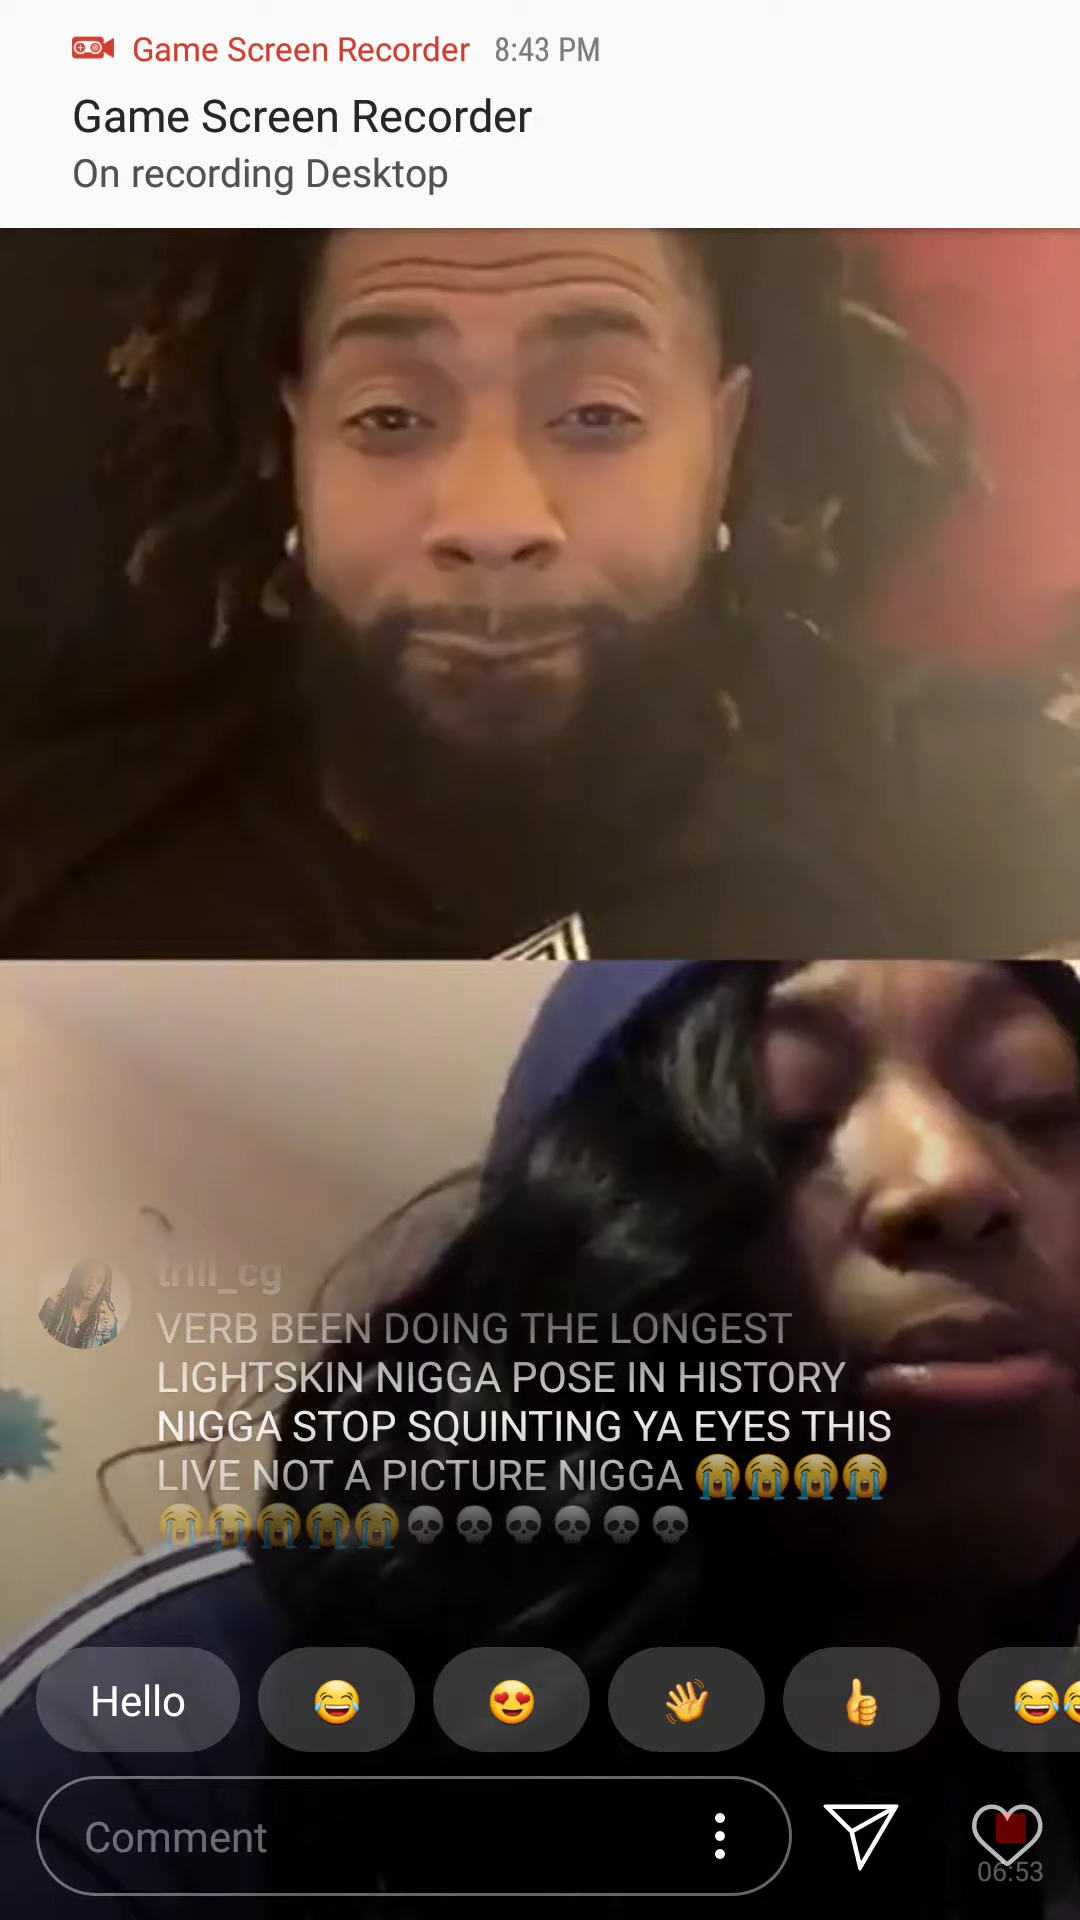 Game Screen Recorder 8:43 PM
Game Screen Recorder
On recording Desktop
trill_cg
VERB BEEN DOING THE LONGEST
LIGHTSKIN NIGGA POSE IN HISTORY
NIGGA STOP SQUINTING YA EYES THIS
LIVE NOT A PICTURE NIGGA 😭😭😭😭
😭😭😭😭😭💀💀💀💀💀💀
Hello 😂 😍 👋 👍 😂😂
Comment
06:53